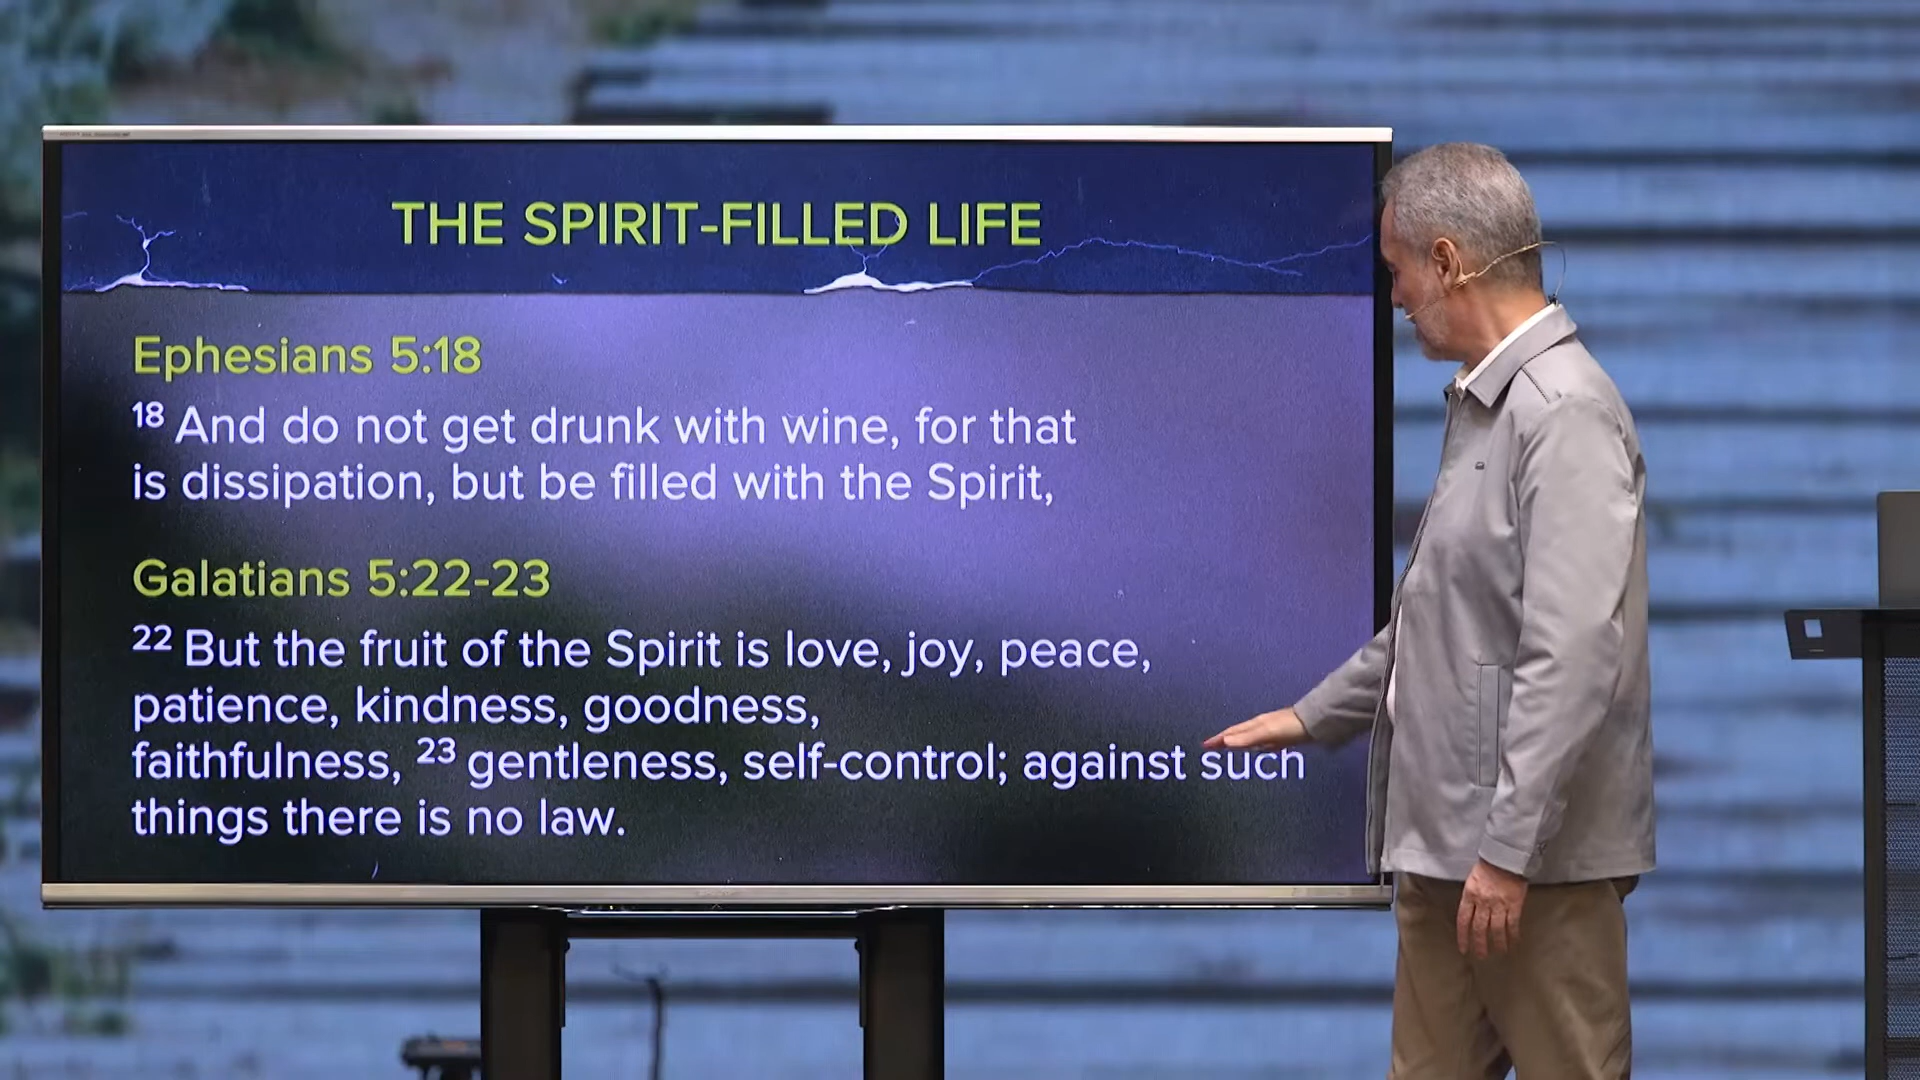 THE SPIRIT-FILLED LIFE
Ephesians 5:18
18 And do not get drunk with wine, for that
is dissipation, but be filled with the Spirit,
Galatians 5:22-23
22 But the fruit of the Spirit is love, joy, peace,
patience, kindness, goodness,
faithfulness, 23 gentleness, self-control; against such
things there is no law.